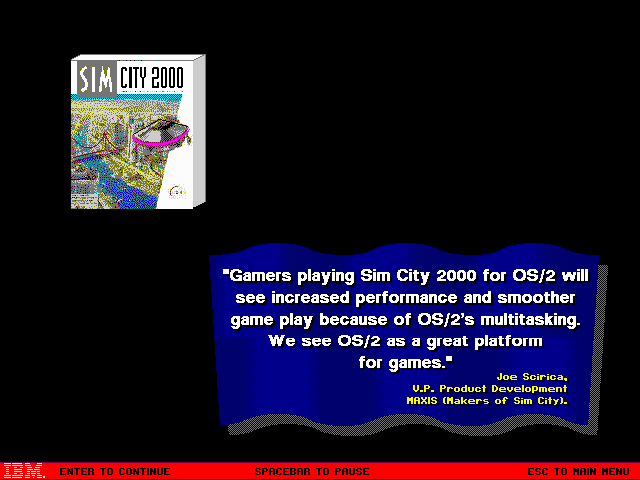 SIM CITY 2000
"Gamers playing Sim City 2000 for OS/2 will
see increased performance and smoother
game play because of OS/2's multitasking.
We see OS/2 as a great platform
for games."
Joe Scirica,
V.P. Product Development
MAXIS (Makers of Sim City).
IBM. ENTER TO CONTINUE SPACEBAR TO PAUSE ESC TO MAIN MENU